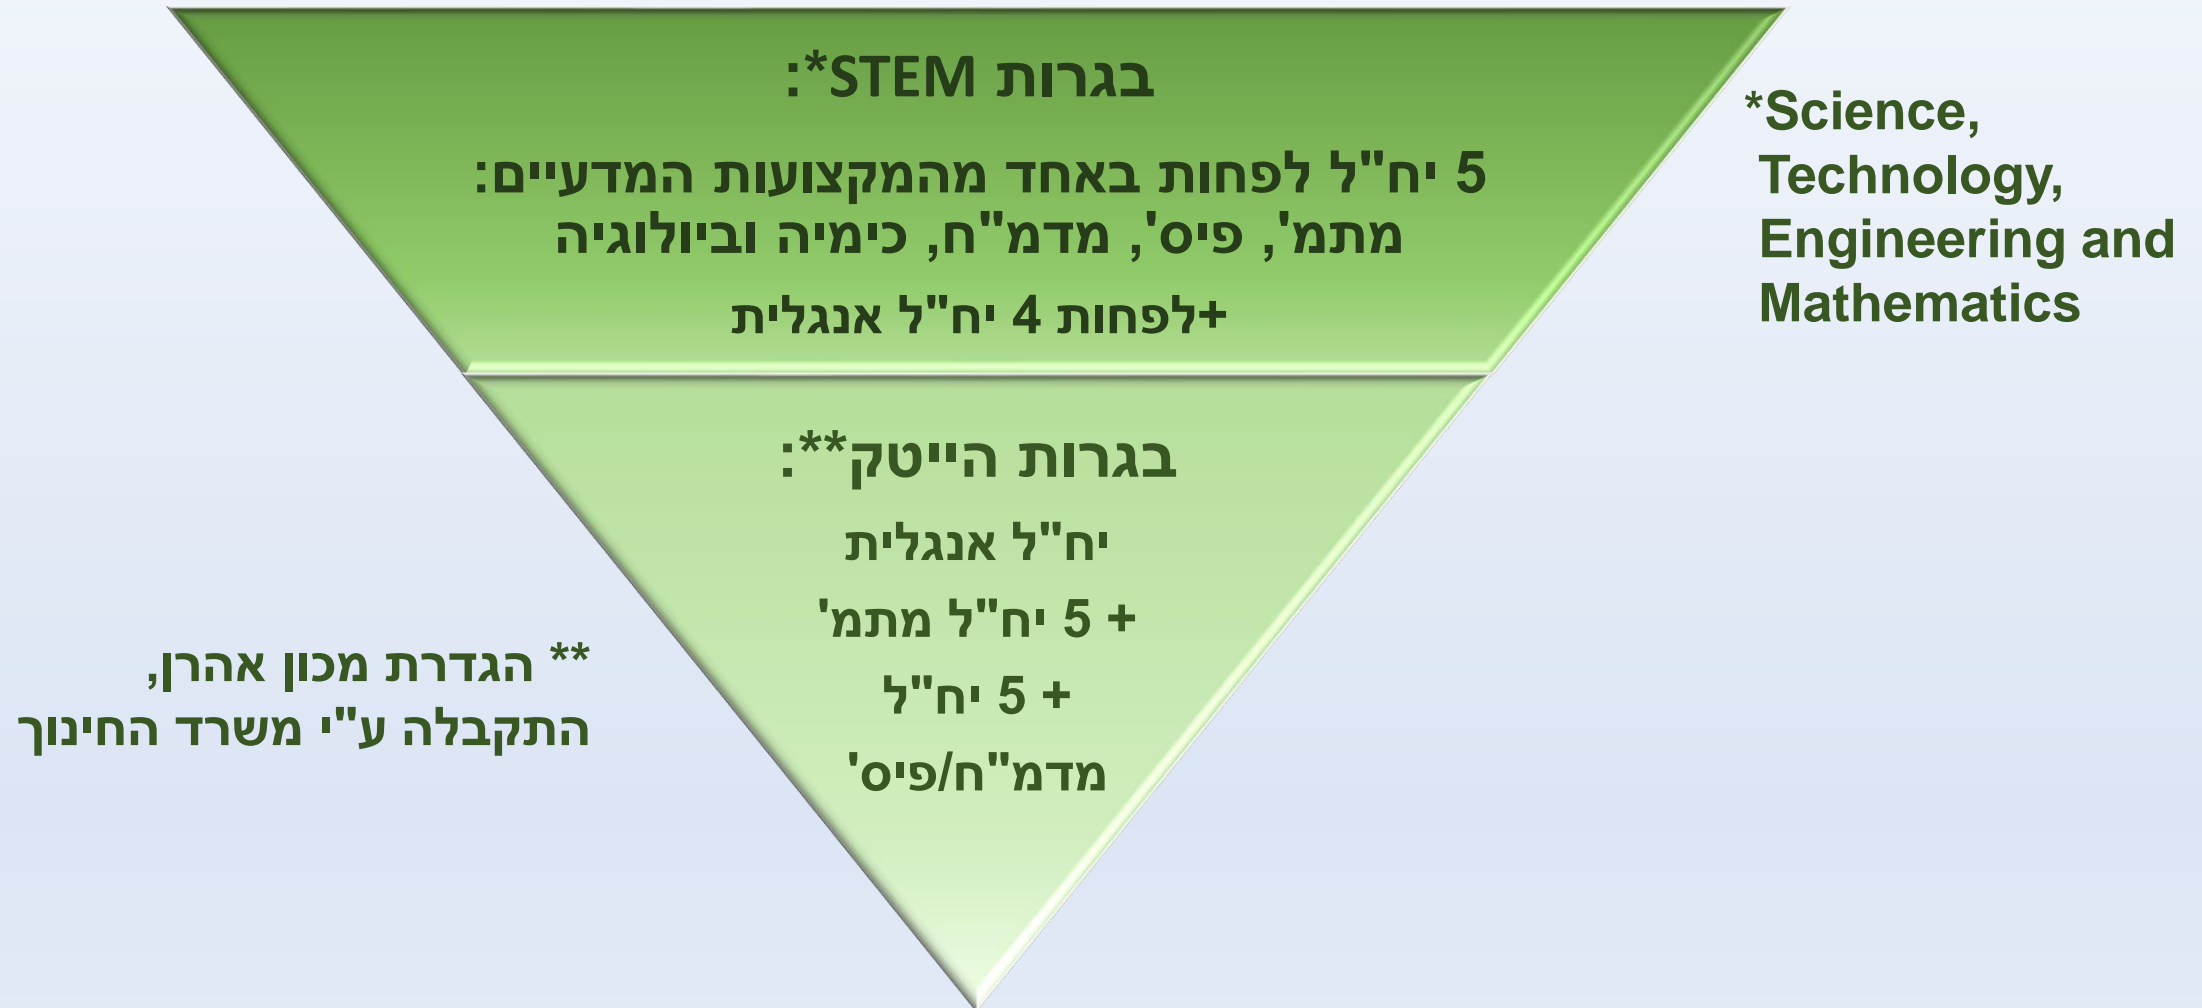 בגרות STEM*:
5 יח"ל לפחות באחד מהמקצועות המדעיים:
מתמ', פיס', מדמ"ח, כימיה וביולוגיה
+לפחות 4 יח"ל אנגלית
*Science,
Technology,
Engineering and
Mathematics
בגרות הייטק**:
יח"ל אנגלית
+ 5 יח"ל מתמ'
+ 5 יח"ל
מדמ"ח/פיס'
** הגדרת מכון אהרן,
התקבלה ע"י משרד החינוך